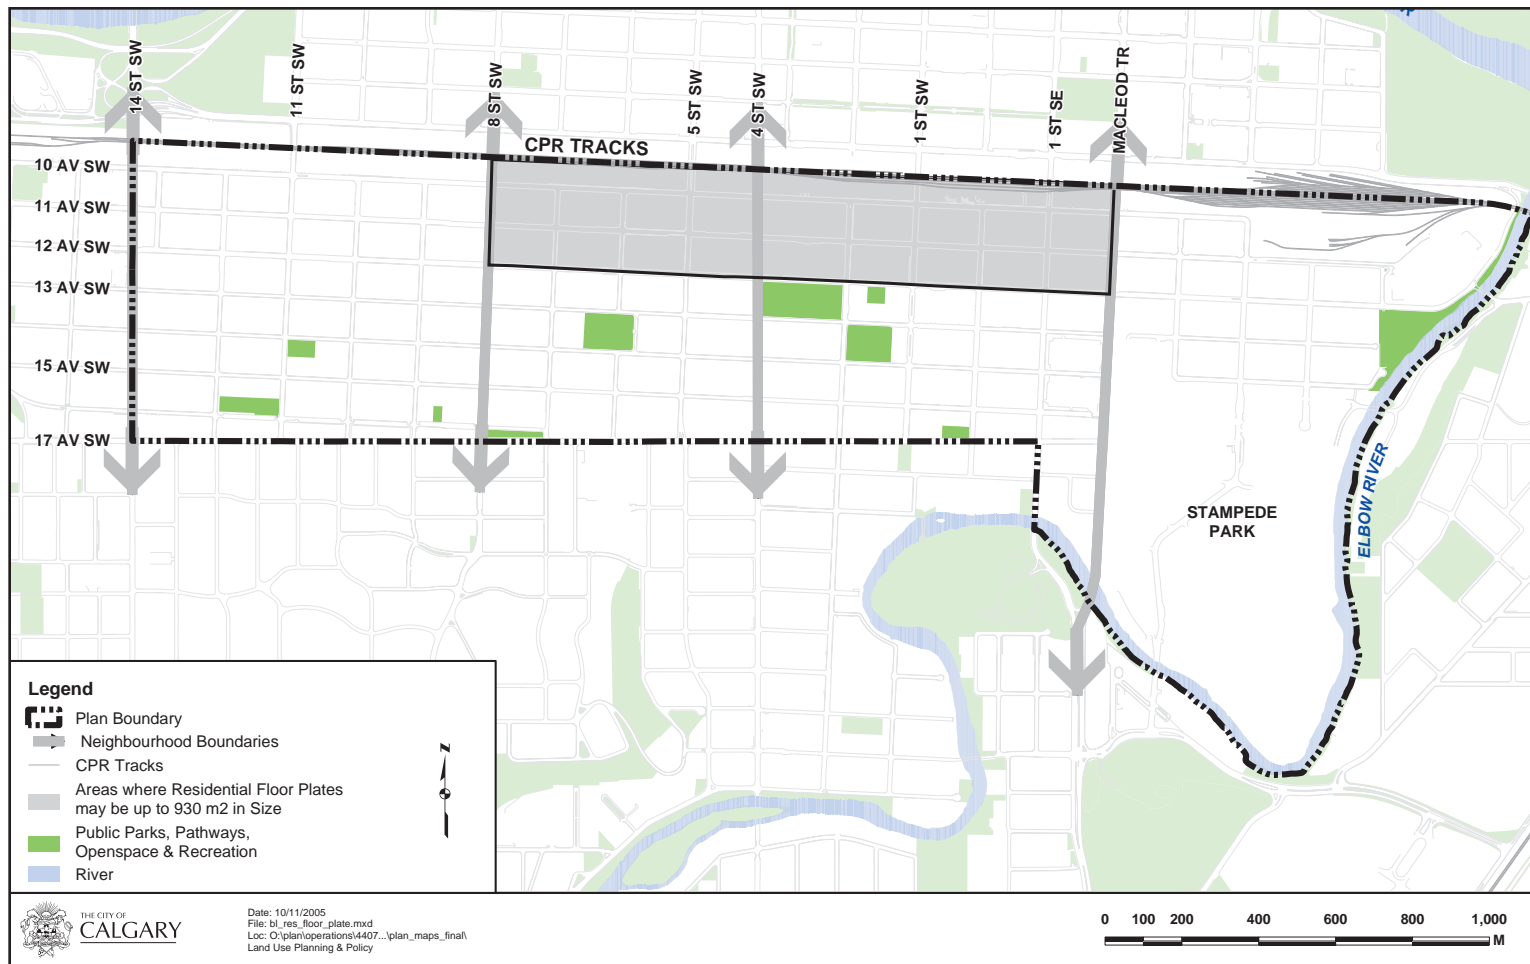 14 ST SW
11 ST SW
8 ST SW
5 ST SW
4 ST SW
1 ST SW
1 ST SE
MACLEOD TR
CPR TRACKS
10 AV SW
11 AV SW
12 AV SW
13 AV SW
15 AV SW
17 AV SW
STAMPEDE
PARK
ELBOW RIVER
Legend
Plan Boundary
Neighbourhood Boundaries
CPR Tracks
Areas where Residential Floor Plates
may be up to 930 m2 in Size
Public Parks, Pathways,
Openspace & Recreation
River
N
THE CITY OF
CALGARY
Date: 10/11/2005
File: bl_res_floor_plate.mxd
Loc: O:\plan\operations\4407...\plan_maps_final\
Land Use Planning & Policy
0 100 200 400 600 800 1,000
M